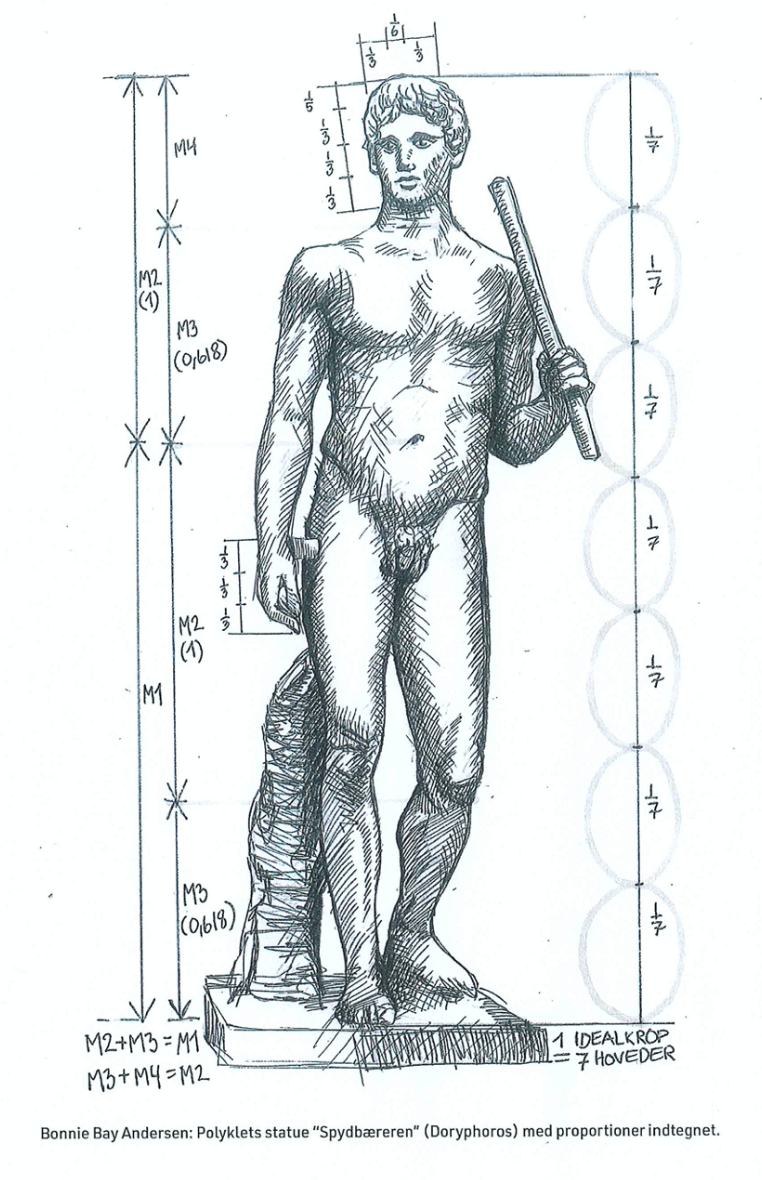 1/6
1/3 1/3
1/5
1/3
1/3
1/3
M4
M2
(1)
M3
(0,618)
1/3
1/3
1/3
M2
(1)
M1
M3
(0,618)
1/7
1/7
1/7
1/7
1/7
1/7
1/7
M2+M3=M1
M3+M4=M2
1 IDEALKROP
= 7 HOVEDER
Bonnie Bay Andersen: Polyklets statue "Spydbæreren" (Doryphoros) med proportioner indtegnet.